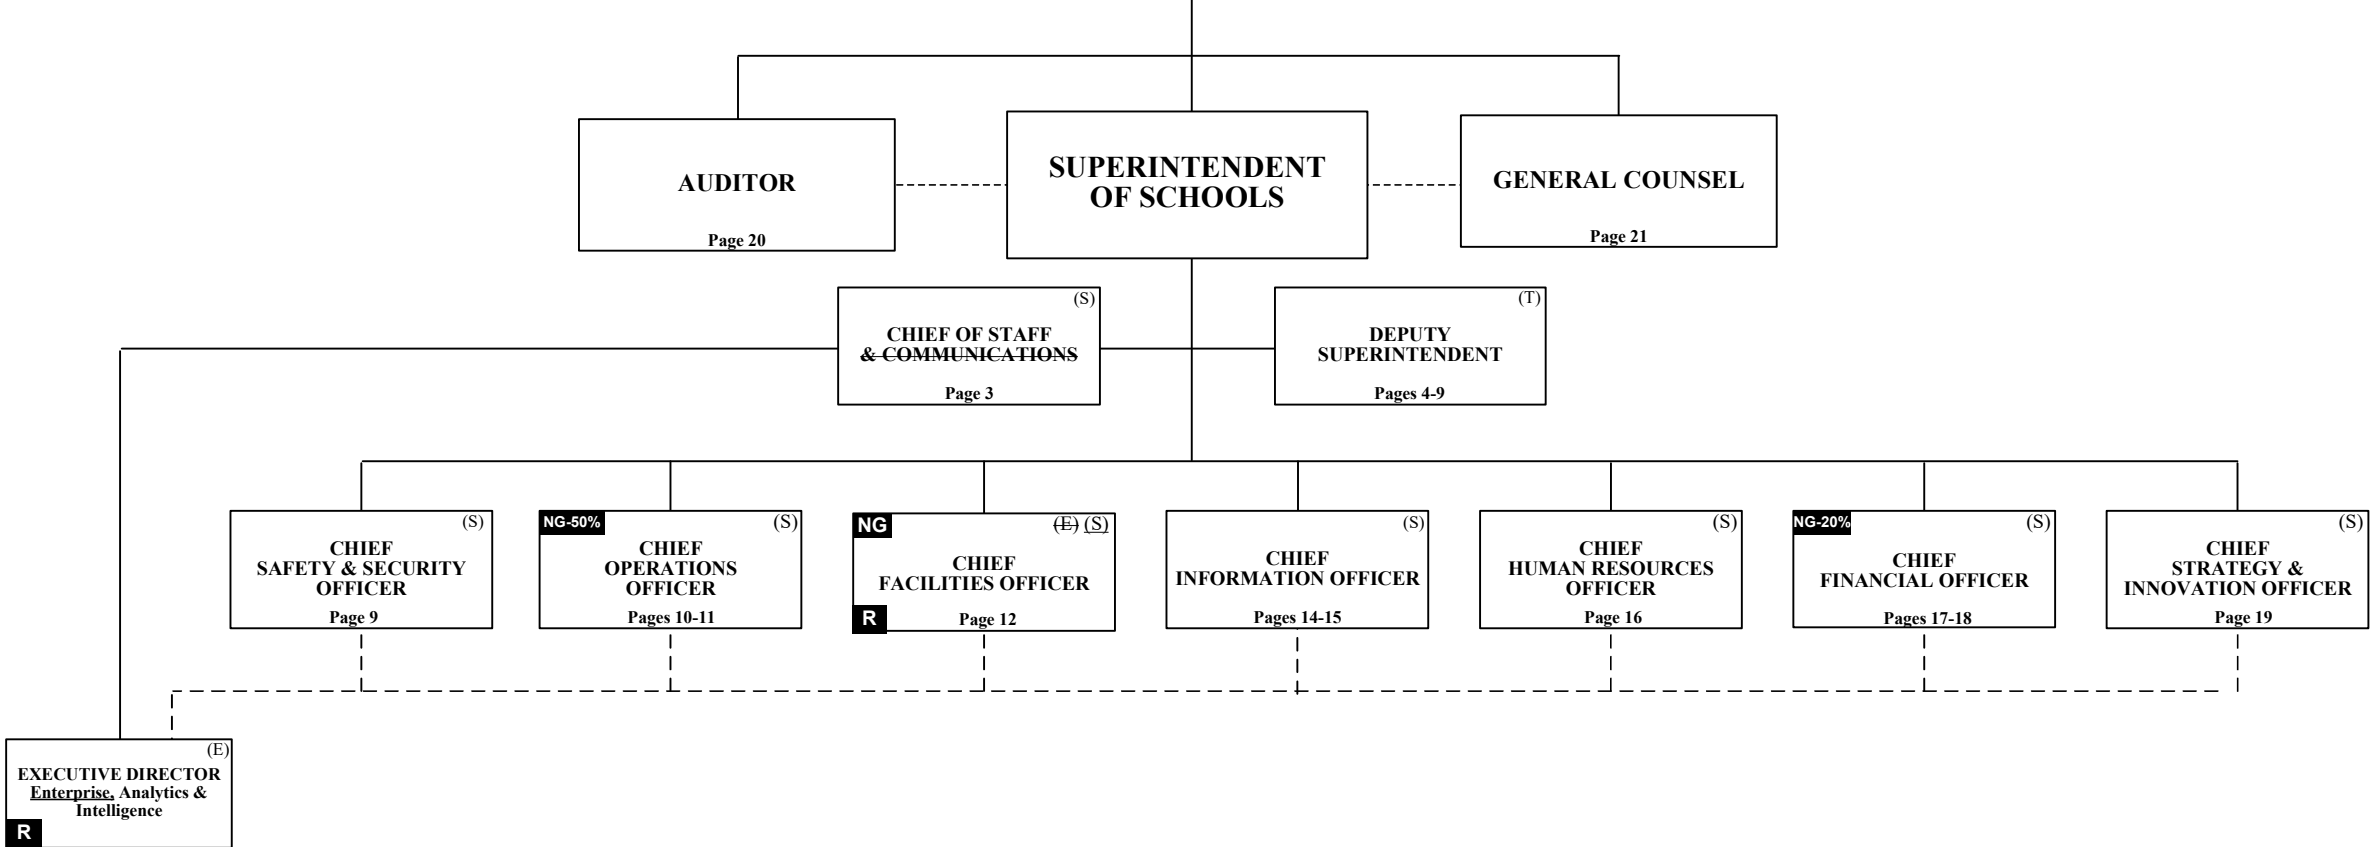 AUDITOR
Page 20
SUPERINTENDENT
OF SCHOOLS
GENERAL COUNSEL
Page 21
(S)
CHIEF OF STAFF
& COMMUNICATIONS
Page 3
(T)
DEPUTY
SUPERINTENDENT
Pages 4-9
(S)
CHIEF
SAFETY & SECURITY
OFFICER
Page 9
NG-50% (S)
CHIEF
OPERATIONS
OFFICER
Pages 10-11
NG (E) (S)
CHIEF
FACILITIES OFFICER
R Page 12
(S)
CHIEF
INFORMATION OFFICER
Pages 14-15
(S)
CHIEF
HUMAN RESOURCES
OFFICER
Page 16
NG-20% (S)
CHIEF
FINANCIAL OFFICER
Pages 17-18
(S)
CHIEF
STRATEGY &
INNOVATION OFFICER
Page 19
(E)
EXECUTIVE DIRECTOR
Enterprise, Analytics &
Intelligence
R